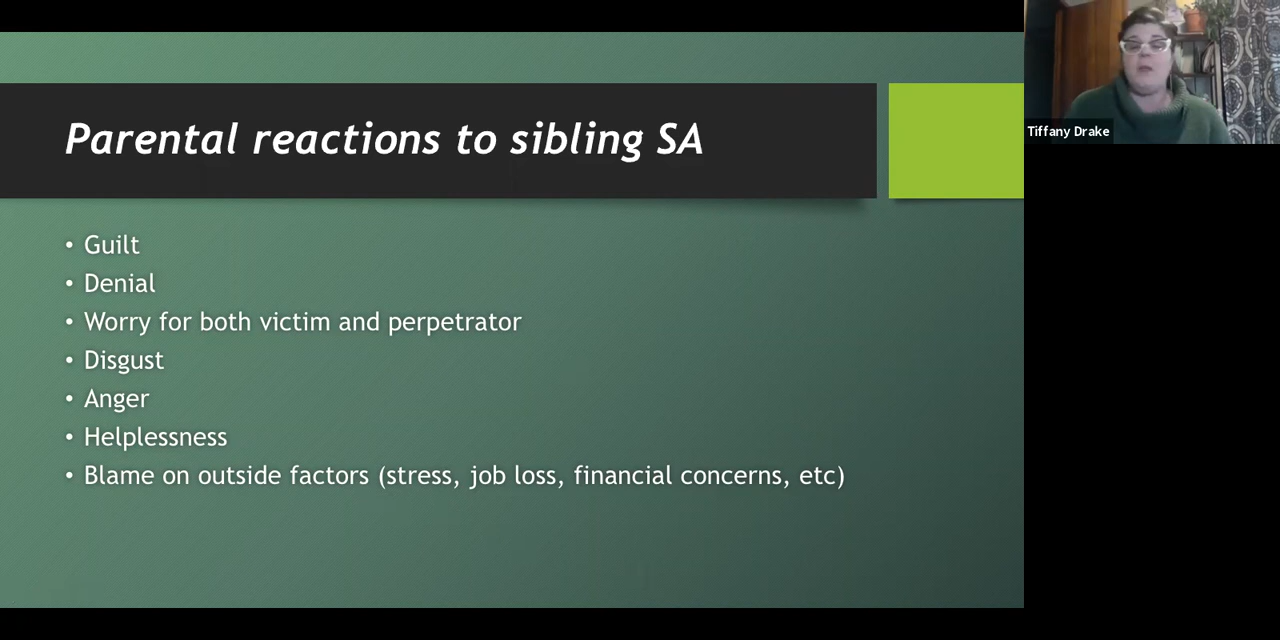 Parental reactions to sibling SA
• Guilt
• Denial
• Worry for both victim and perpetrator
• Disgust
• Anger
• Helplessness
• Blame on outside factors (stress, job loss, financial concerns, etc)
Tiffany Drake